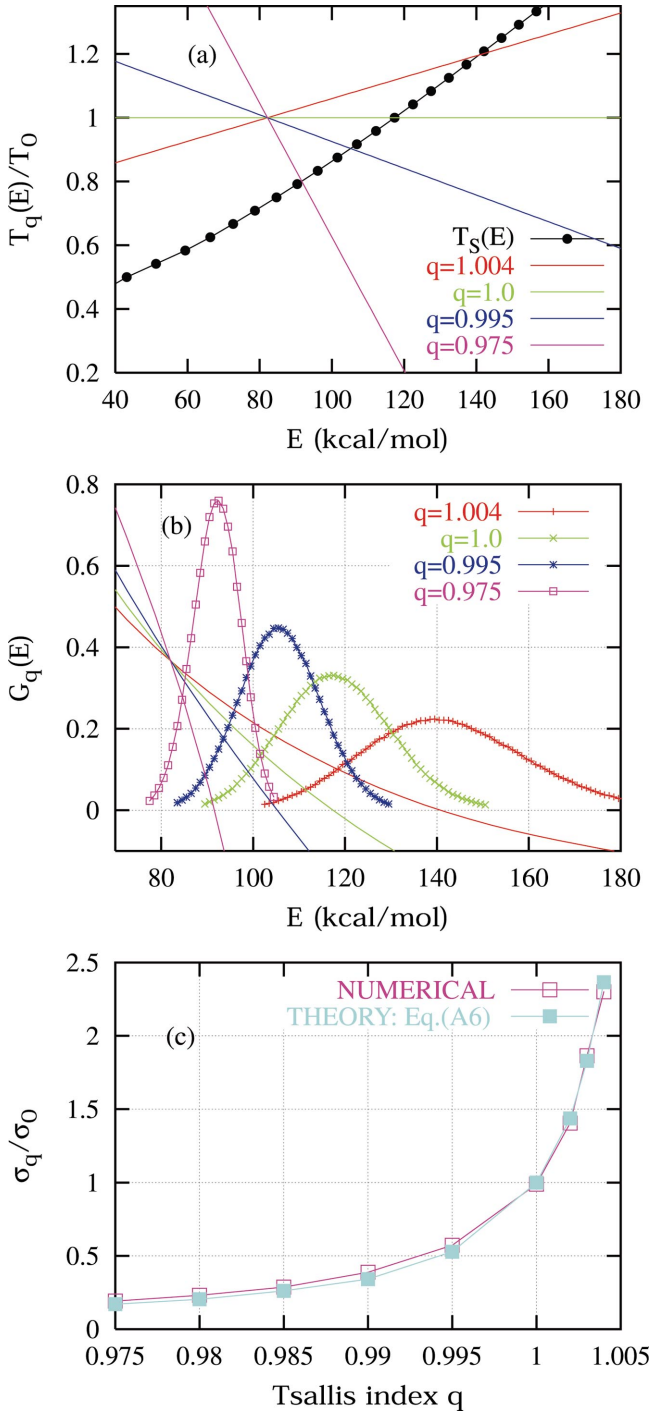 (a)
T_q(E)/T_0
1.2
1
0.8
0.6
0.4
0.2
T_S(E)
q=1.004
q=1.0
q=0.995
q=0.975
40 60 80 100 120 140 160 180
E (kcal/mol)
(b)
G_q(E)
0.8
0.6
0.4
0.2
0
q=1.004
q=1.0
q=0.995
q=0.975
80 100 120 140 160 180
E (kcal/mol)
(c)
σ_q/σ_0
2.5
2
1.5
1
0.5
0
NUMERICAL
THEORY: Eq.(A6)
0.975 0.98 0.985 0.99 0.995 1 1.005
Tsallis index q